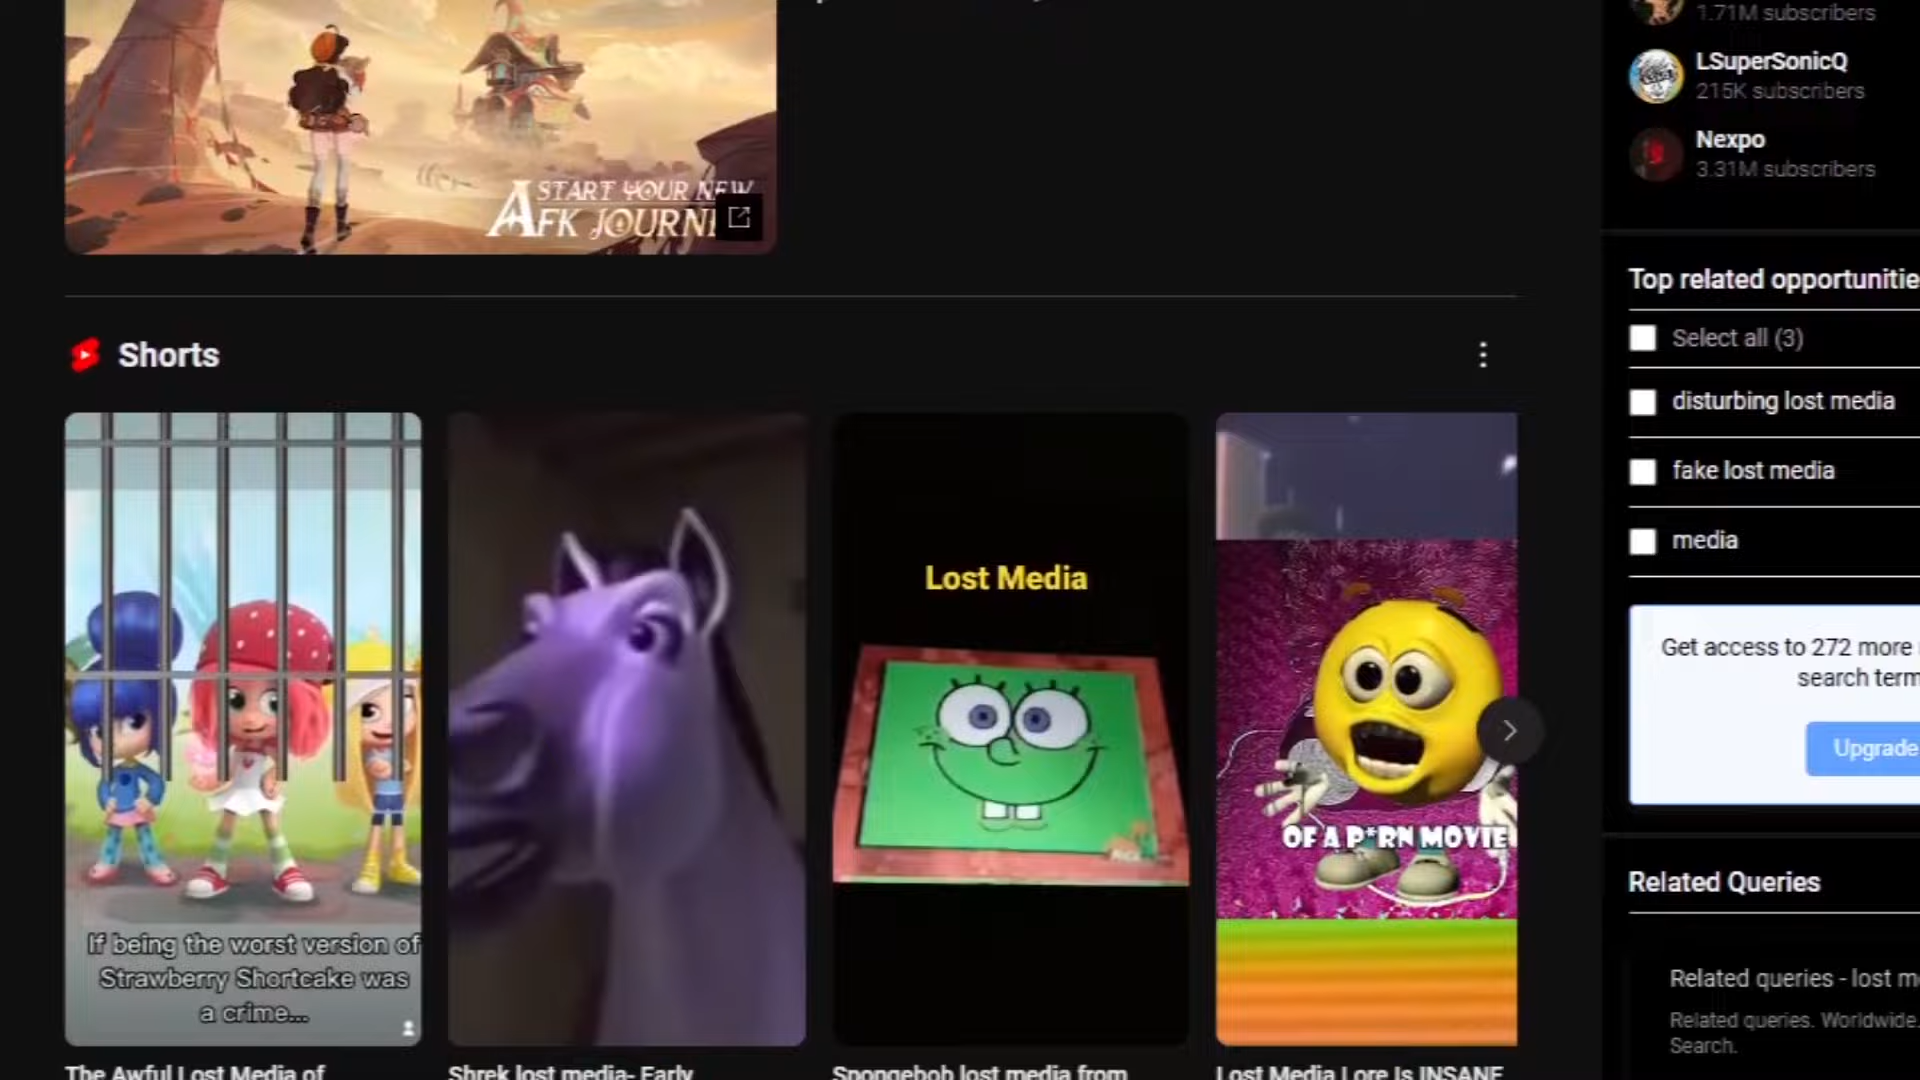 START YOUR NEW
AFK JOURNE
Shorts
If being the worst version of
Strawberry Shortcake was
a crime...
Lost Media
OF A P*RN MOVIE
The Awful Lost Media of
Shrek lost media- Early
Spongebob lost media from
Lost Media Lore Is INSANE
1.71M subscribers
LSuperSonicQ
215K subscribers
Nexpo
3.31M subscribers
Top related opportunitie
Select all (3)
disturbing lost media
fake lost media
media
Get access to 272 more
search term
Upgrade
Related Queries
Related queries - lost m
Related queries. Worldwide.
Search.